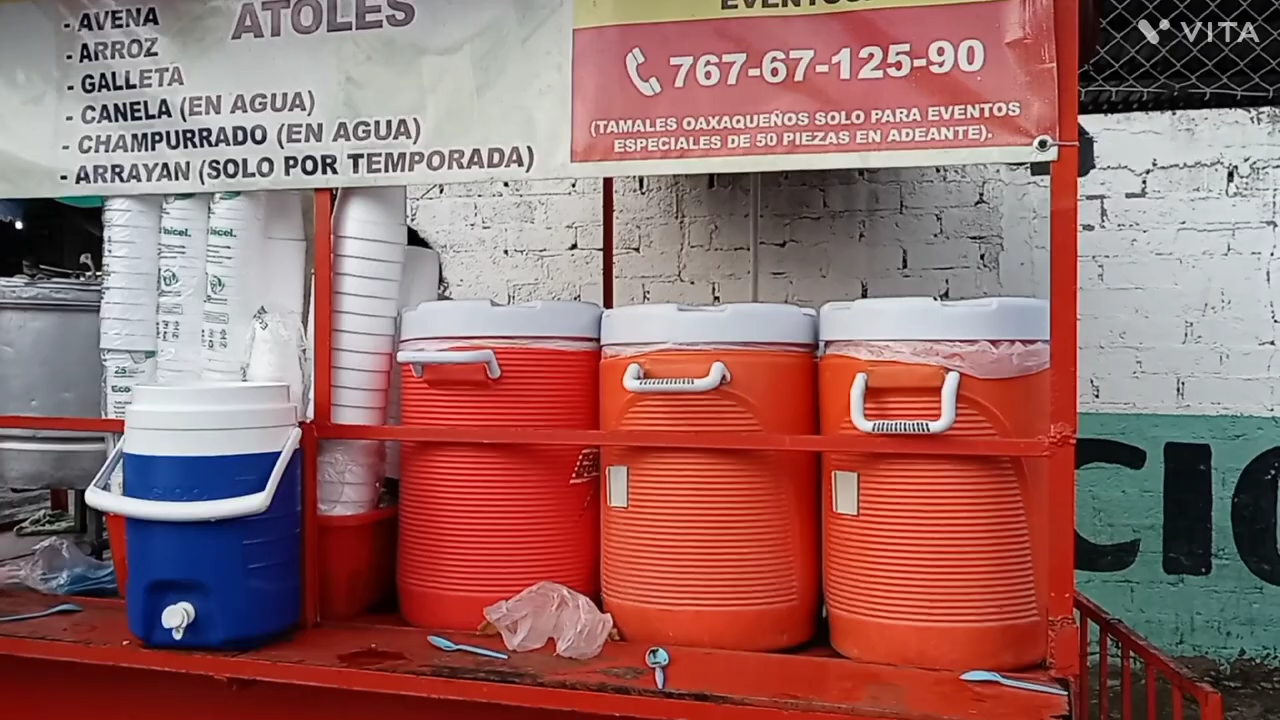 ATOLES
- AVENA
- ARROZ
- GALLETA
- CANELA (EN AGUA)
- CHAMPURRADO (EN AGUA)
- ARRAYAN (SOLO POR TEMPORADA)
767-67-125-90
(TAMALES OAXAQUEÑOS SOLO PARA EVENTOS
ESPECIALES DE 50 PIEZAS EN ADEANTE).
VITA
25
CIO